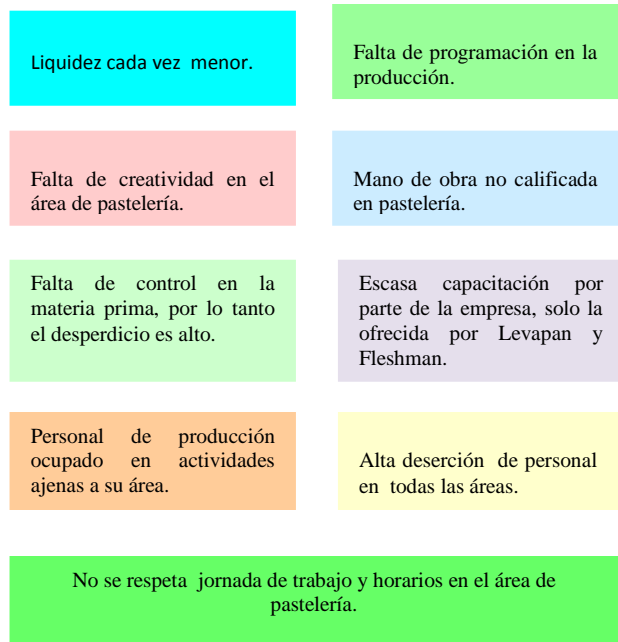 Liquidez cada vez menor.
Falta de programación en la
producción.
Falta de creatividad en el
área de pastelería.
Mano de obra no calificada
en pastelería.
Falta de control en la
materia prima, por lo tanto
el desperdicio es alto.
Escasa capacitación por
parte de la empresa, solo la
ofrecida por Levapan y
Fleshman.
Personal de producción
ocupado en actividades
ajenas a su área.
Alta deserción de personal
en todas las áreas.
No se respeta jornada de trabajo y horarios en el área de
pastelería.